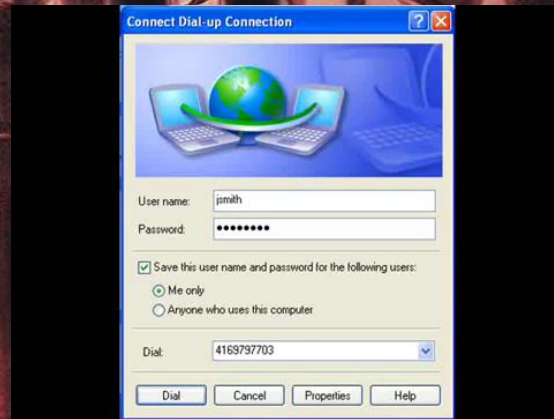 Connect Dial-up Connection
User name: jsmith
Password: ••••••••
Save this user name and password for the following users:
Me only
Anyone who uses this computer
Dial: 4169797703
Dial Cancel Properties Help